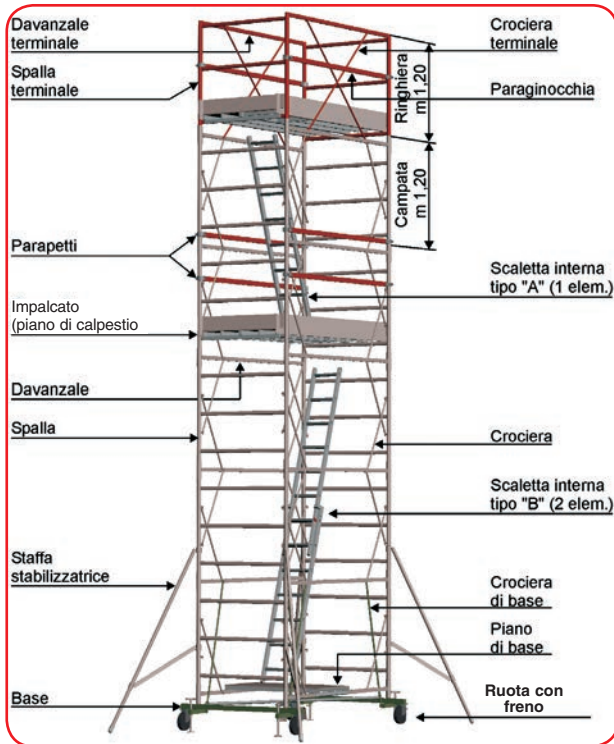 Davanzale
terminale
Spalla
terminale
Parapetti
Impalcato
(piano di calpestio
Davanzale
Spalla
Staffa
stabilizzatrice
Base
Ringhiera
m 1,20
Campata
m 1,20
Crociera
terminale
Paraginocchia
Scaletta interna
tipo "A" (1 elem.)
Crociera
Scaletta interna
tipo "B" (2 elem.)
Crociera
di base
Piano
di base
Ruota con
freno